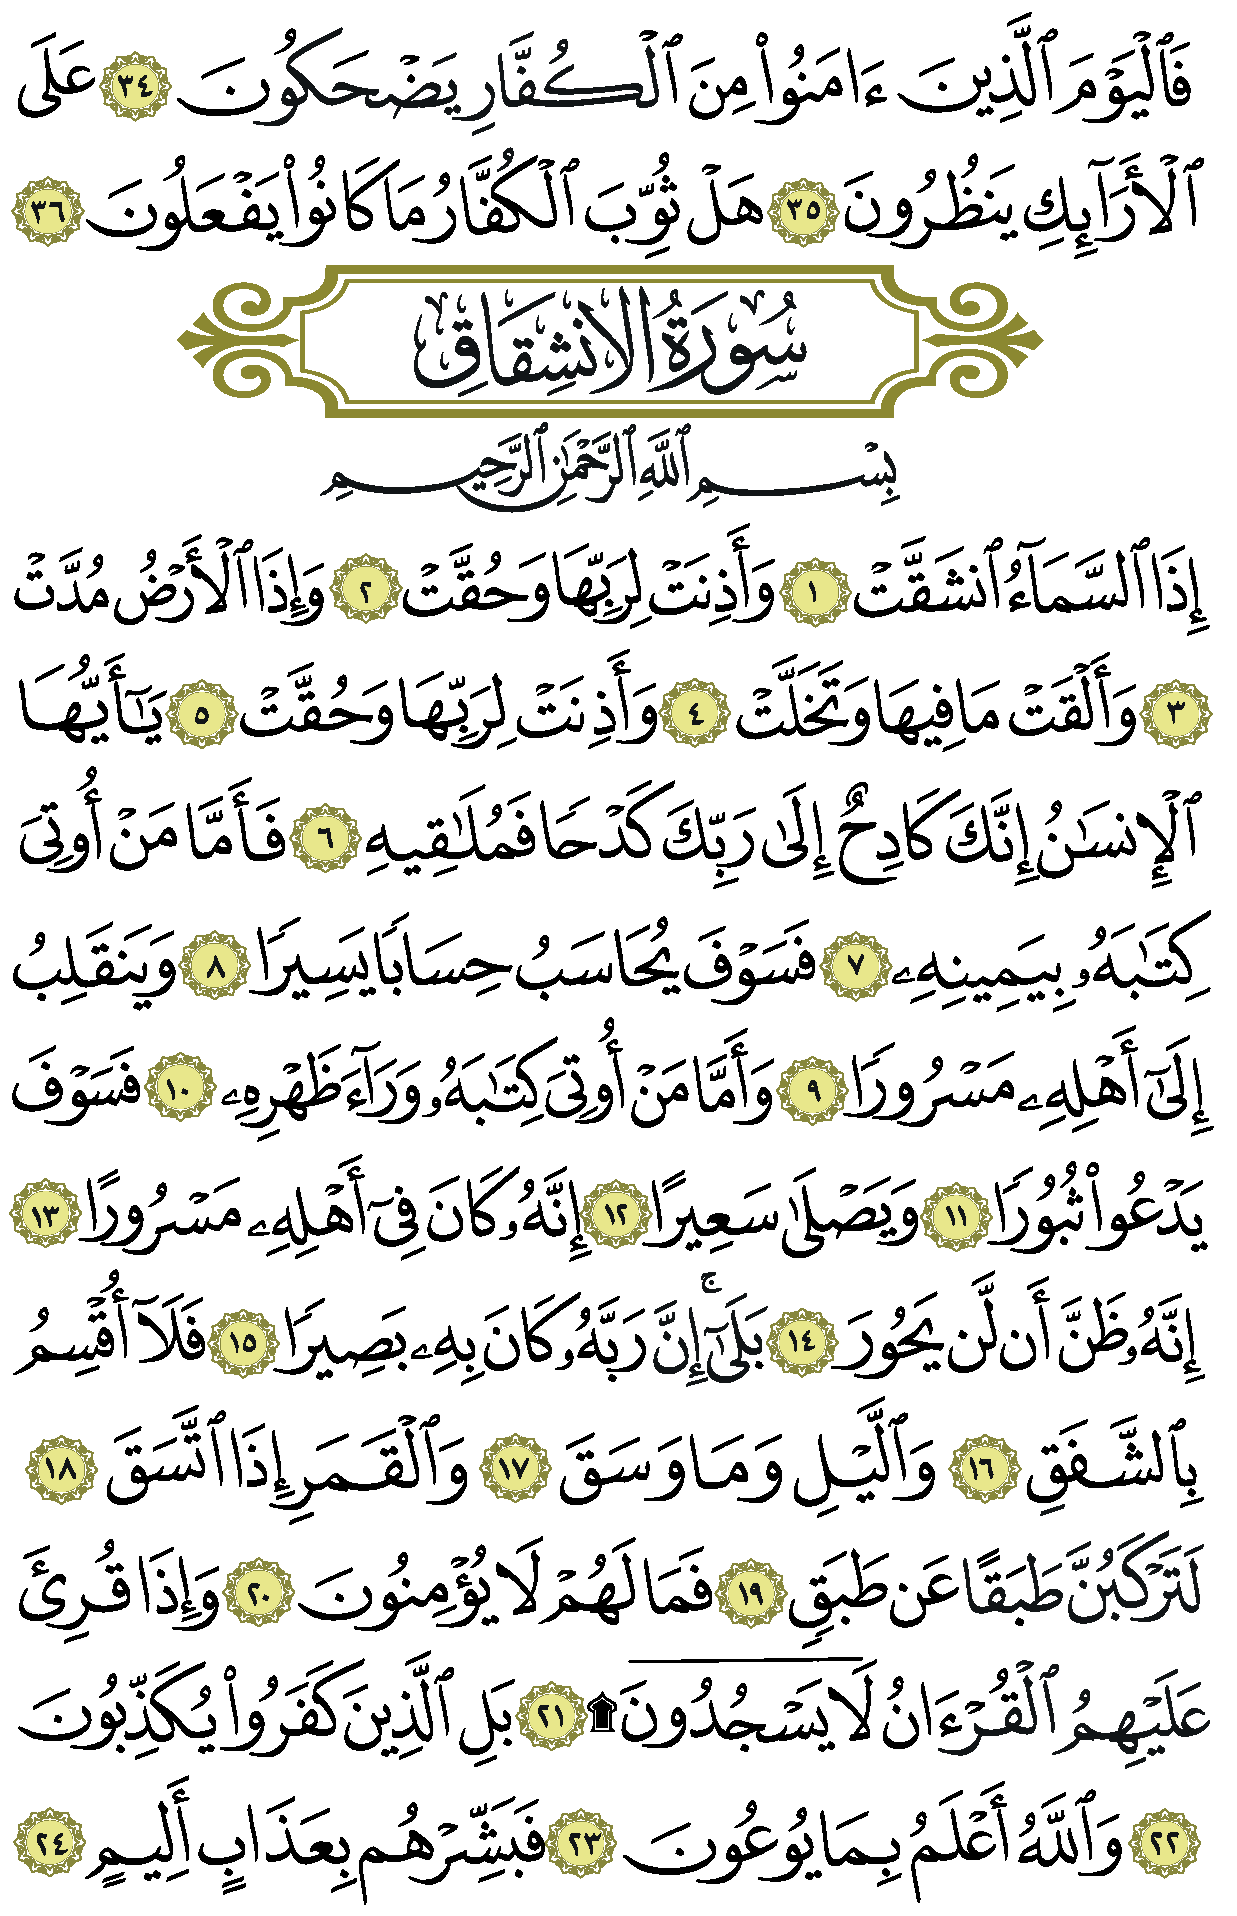 فَٱلْيَوْمَ ٱلَّذِينَ ءَامَنُوا۟ مِنَ ٱلْكُفَّارِ يَضْحَكُونَ ٣٤ عَلَى
ٱلْأَرَآئِكِ يَنظُرُونَ ٣٥ هَلْ ثُوِّبَ ٱلْكُفَّارُ مَا كَانُوا۟ يَفْعَلُونَ ٣٦
سُورَةُ الِانْشِقَاقِ
بِسْمِ ٱللَّهِ ٱلرَّحْمَٰنِ ٱلرَّحِيمِ
إِذَا ٱلسَّمَآءُ ٱنشَقَّتْ ١ وَأَذِنَتْ لِرَبِّهَا وَحُقَّتْ ٢ وَإِذَا ٱلْأَرْضُ مُدَّتْ
٣ وَأَلْقَتْ مَا فِيهَا وَتَخَلَّتْ ٤ وَأَذِنَتْ لِرَبِّهَا وَحُقَّتْ ٥ يَٰٓأَيُّهَا
ٱلْإِنسَٰنُ إِنَّكَ كَادِحٌ إِلَىٰ رَبِّكَ كَدْحًا فَمُلَٰقِيهِ ٦ فَأَمَّا مَنْ أُوتِىَ
كِتَٰبَهُۥ بِيَمِينِهِۦ ٧ فَسَوْفَ يُحَاسَبُ حِسَابًا يَسِيرًا ٨ وَيَنقَلِبُ
إِلَىٰٓ أَهْلِهِۦ مَسْرُورًا ٩ وَأَمَّا مَنْ أُوتِىَ كِتَٰبَهُۥ وَرَآءَ ظَهْرِهِۦ ١٠ فَسَوْفَ
يَدْعُوا۟ ثُبُورًا ١١ وَيَصْلَىٰ سَعِيرًا ١٢ إِنَّهُۥ كَانَ فِىٓ أَهْلِهِۦ مَسْرُورًا ١٣
إِنَّهُۥ ظَنَّ أَن لَّن يَحُورَ ١٤ بَلَىٰٓ ۚ إِنَّ رَبَّهُۥ كَانَ بِهِۦ بَصِيرًا ١٥ فَلَآ أُقْسِمُ
بِٱلشَّفَقِ ١٦ وَٱلَّيْلِ وَمَا وَسَقَ ١٧ وَٱلْقَمَرِ إِذَا ٱتَّسَقَ ١٨
لَتَرْكَبُنَّ طَبَقًا عَن طَبَقٍ ١٩ فَمَا لَهُمْ لَا يُؤْمِنُونَ ٢٠ وَإِذَا قُرِئَ
عَلَيْهِمُ ٱلْقُرْءَانُ لَا يَسْجُدُونَ ۩ ٢١ بَلِ ٱلَّذِينَ كَفَرُوا۟ يُكَذِّبُونَ
٢٢ وَٱللَّهُ أَعْلَمُ بِمَا يُوعُونَ ٢٣ فَبَشِّرْهُم بِعَذَابٍ أَلِيمٍ ٢٤